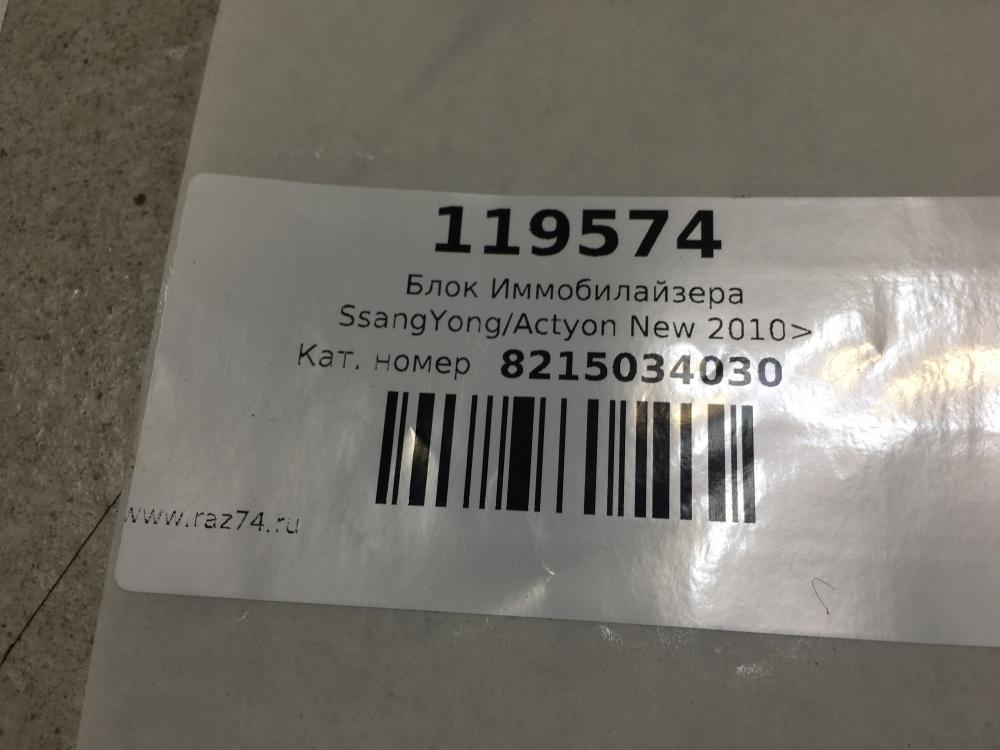 119574
Блок Иммобилайзера
SsangYong/Actyon New 2010>
Кат. номер 8215034030
www.raz74.ru